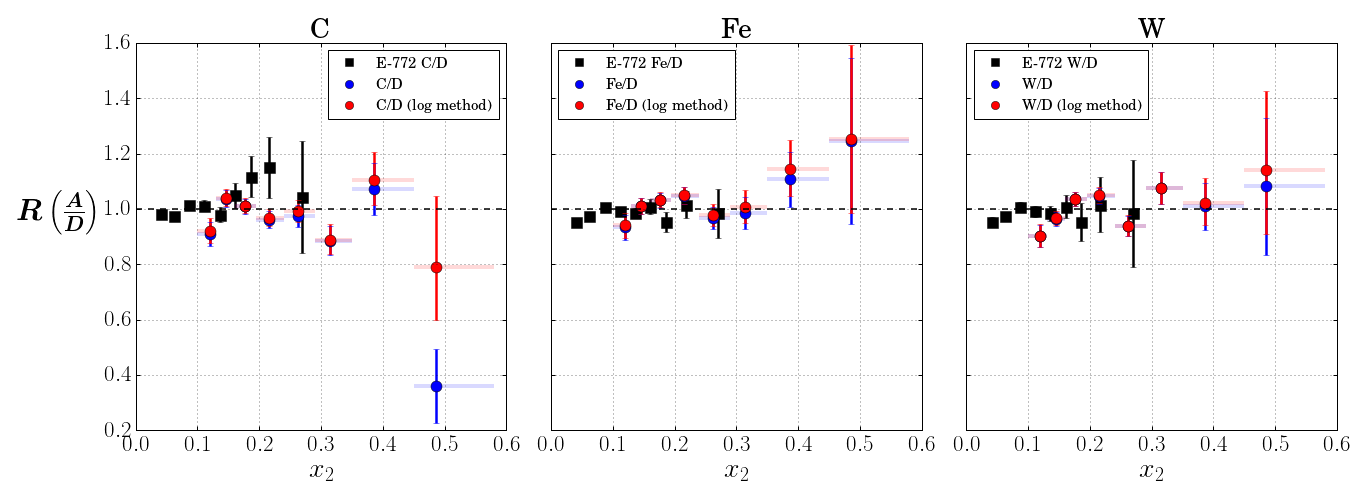 C
Fe
W
E-772 C/D
C/D
C/D (log method)
E-772 Fe/D
Fe/D
Fe/D (log method)
E-772 W/D
W/D
W/D (log method)
R(A/D)
1.6
1.4
1.2
1.0
0.8
0.6
0.4
0.2
0.0 0.1 0.2 0.3 0.4 0.5 0.6
0.0 0.1 0.2 0.3 0.4 0.5 0.6
0.0 0.1 0.2 0.3 0.4 0.5 0.6
x₂
x₂
x₂